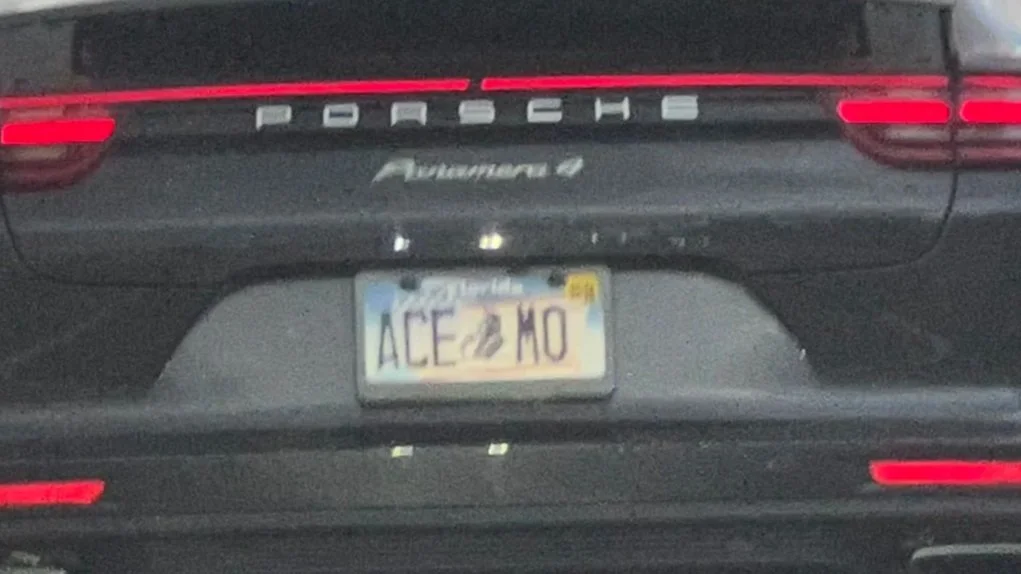 PORSCHE
Panamera 4
Florida
ACE MO